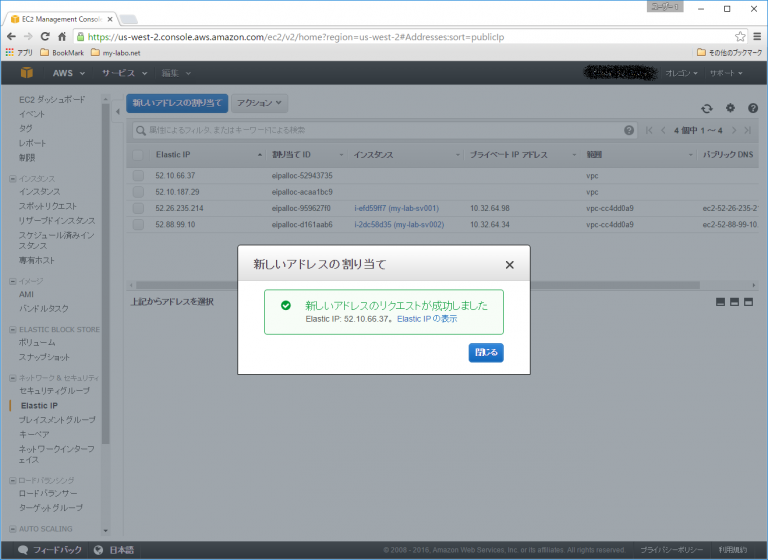 ユーザー 1
EC2 Management Conso
https://us-west-2.console.aws.amazon.com/ec2/v2/home?region=us-west-2#Addresses:sort=publicIp
アプリ BookMark my-labo.net その他のブックマーク
AWS サービス 編集 オレゴン サポート
EC2 ダッシュボード
イベント
タグ
レポート
制限
インスタンス
インスタンス
スポットリクエスト
リザーブドインスタンス
スケジュール済みイン
スタンス
専有ホスト
イメージ
AMI
バンドルタスク
ELASTIC BLOCK STORE
ボリューム
スナップショット
ネットワーク & セキュリティ
セキュリティグループ
Elastic IP
プレイスメントグループ
キーペア
ネットワークインターフ
ェイス
ロードバランシング
ロードバランサー
ターゲットグループ
AUTO SCALING
新しいアドレスの割り当て アクション
属性によるフィルタ、またはキーワードによる検索 4 個中 1 ~ 4
Elastic IP 割り当て ID インスタンス プライベート IP アドレス 範囲 パブリック DNS
52.10.66.37 eipalloc-52943735 vpc
52.10.187.29 eipalloc-acaa1bc9 vpc
52.26.235.214 eipalloc-959627f0 i-efd59ff7 (my-lab-sv001) 10.32.64.98 vpc-cc4dd0a9 ec2-52-26-235-2
52.88.99.10 eipalloc-d161aab6 i-2dc58d35 (my-lab-sv002) 10.32.64.34 vpc-cc4dd0a9 ec2-52-88-99-10.
上記からアドレスを選択
新しいアドレスの割り当て
新しいアドレスのリクエストが成功しました
Elastic IP: 52.10.66.37。 Elastic IP の表示
閉じる
フィードバック 日本語 © 2008 - 2016, Amazon Web Services, Inc. or its affiliates. All rights reserved. プライバシーポリシー 利用規約